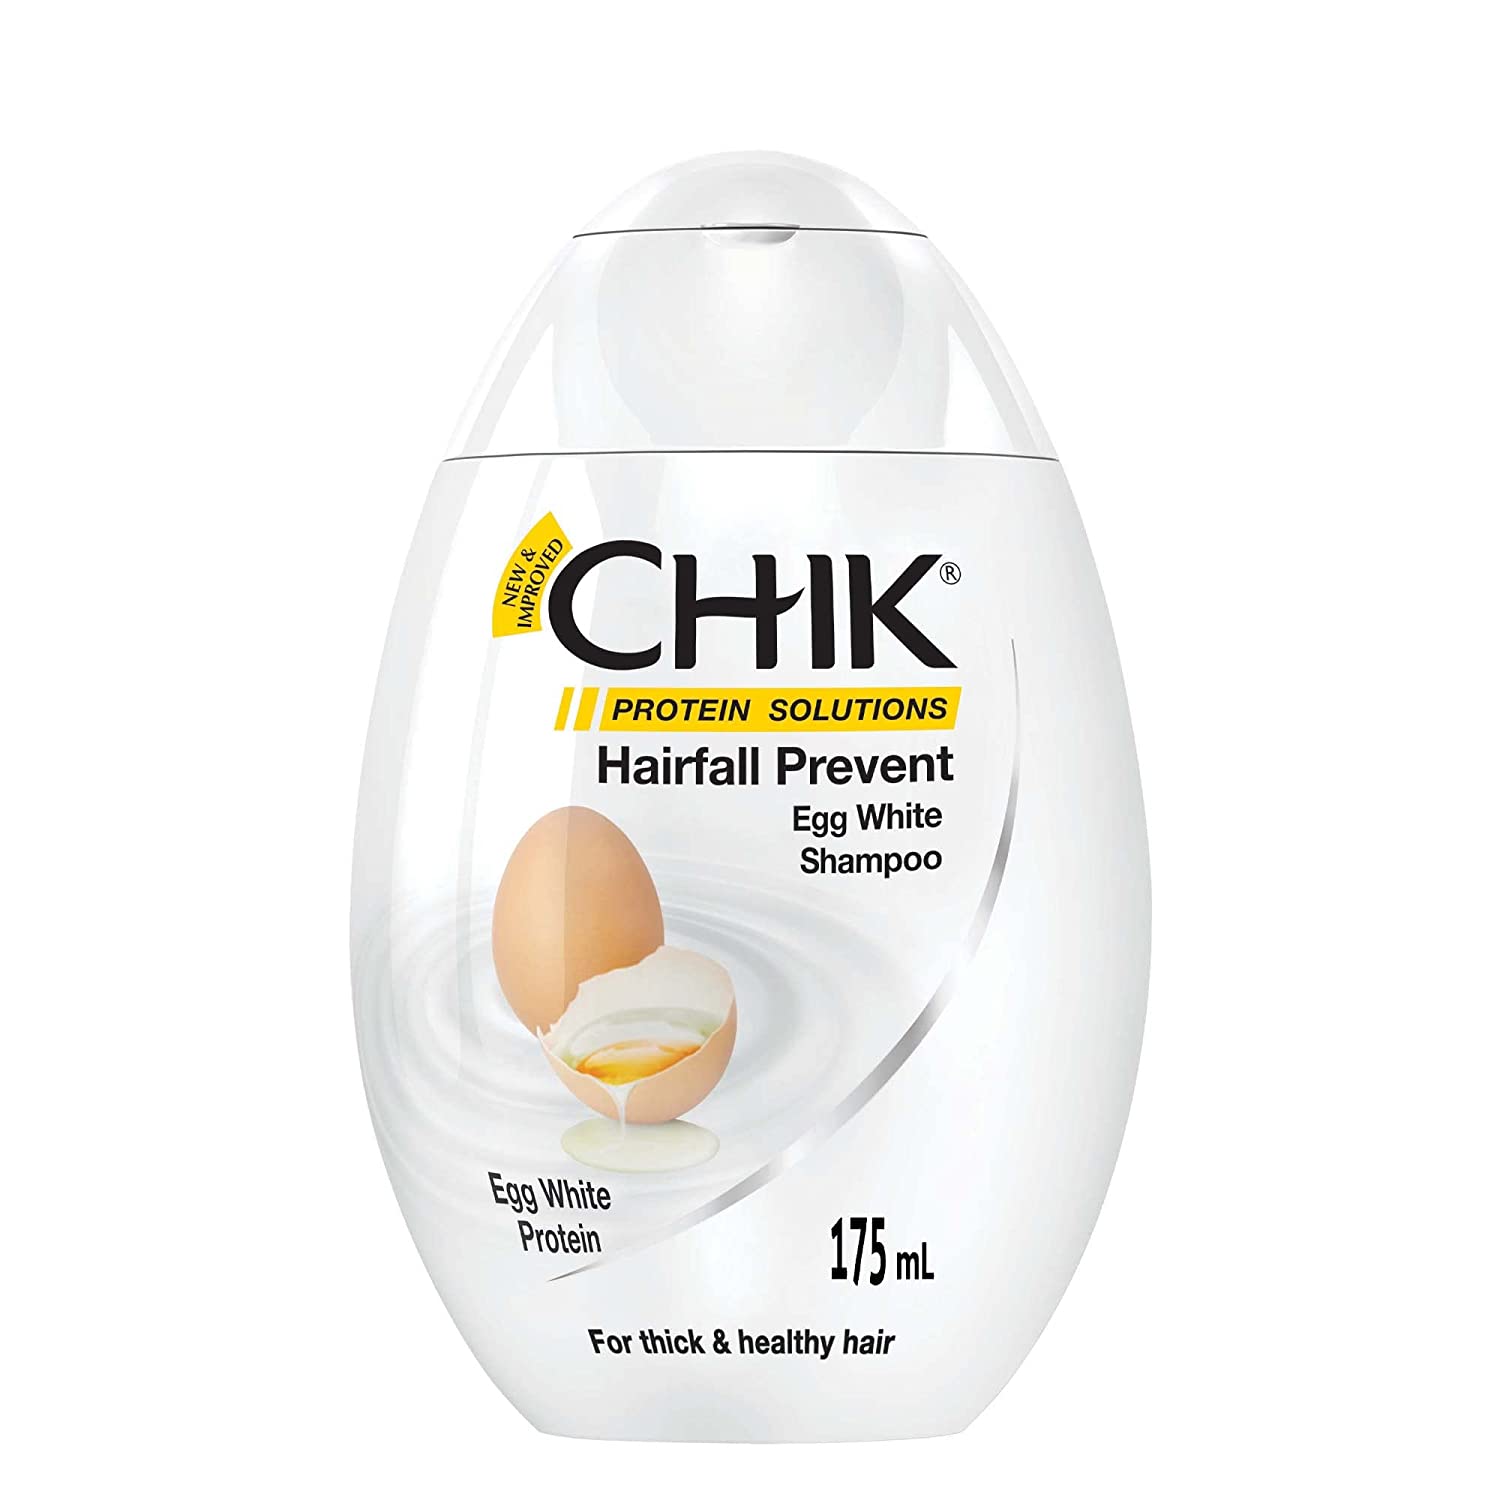 NEW &
IMPROVED
CHIK®
PROTEIN SOLUTIONS
Hairfall Prevent
Egg White
Shampoo
Egg White
Protein
175 mL
For thick & healthy hair